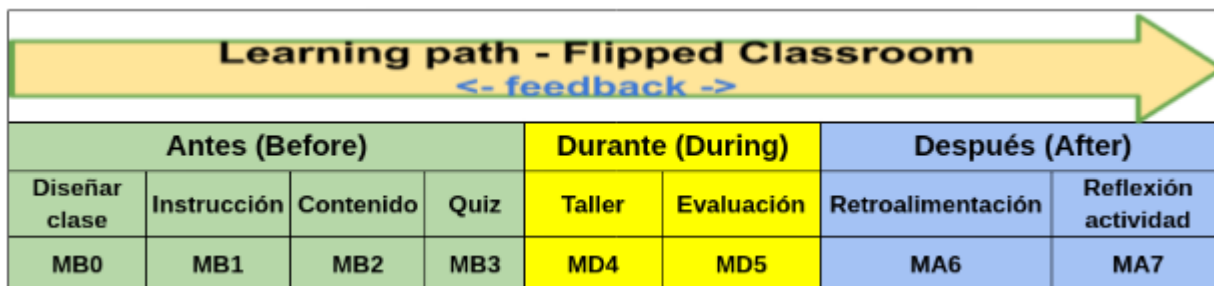 Learning path - Flipped Classroom
<- feedback ->
Antes (Before) Durante (During) Después (After)
Diseñar clase Instrucción Contenido Quiz Taller Evaluación Retroalimentación Reflexión actividad
MB0 MB1 MB2 MB3 MD4 MD5 MA6 MA7